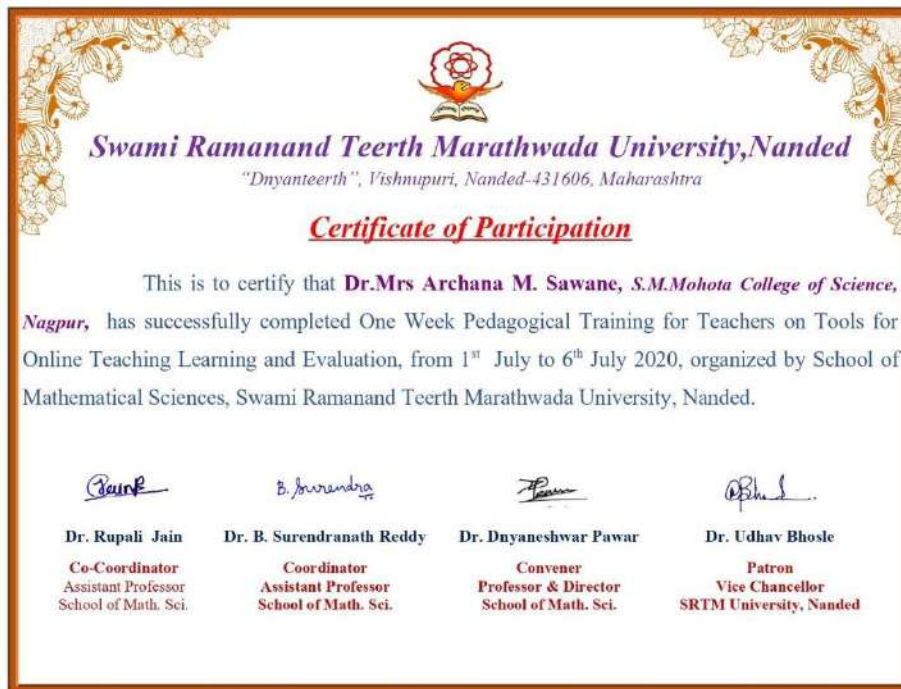 Swami Ramanand Teerth Marathwada University,Nanded
"Dnyanteerth", Vishnupuri, Nanded-431606, Maharashtra
Certificate of Participation
This is to certify that Dr.Mrs Archana M. Sawane, S.M.Mohota College of Science,
Nagpur, has successfully completed One Week Pedagogical Training for Teachers on Tools for
Online Teaching Learning and Evaluation, from 1st July to 6th July 2020, organized by School of
Mathematical Sciences, Swami Ramanand Teerth Marathwada University, Nanded.
B. Surendra
Dr. Rupali Jain Dr. B. Surendranath Reddy Dr. Dnyaneshwar Pawar Dr. Udhav Bhosle
Co-Coordinator Coordinator Convener Patron
Assistant Professor Assistant Professor Professor & Director Vice Chancellor
School of Math. Sci. School of Math. Sci. School of Math. Sci. SRTM University, Nanded